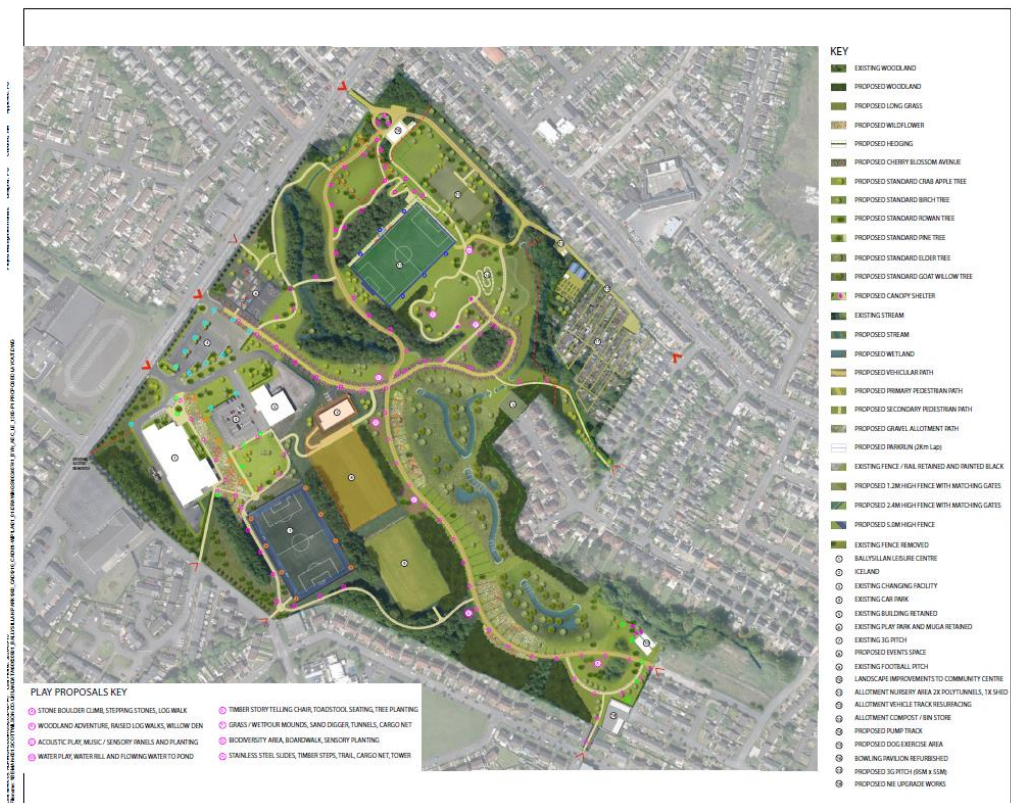 KEY
EXISTING WOODLAND
PROPOSED WOODLAND
PROPOSED LONG GRASS
PROPOSED WILDFLOWER
PROPOSED HEDGING
PROPOSED CHERRY BLOSSOM AVENUE
PROPOSED STANDARD CRAB APPLE TREE
PROPOSED STANDARD BIRCH TREE
PROPOSED STANDARD ROWAN TREE
PROPOSED STANDARD PINE TREE
PROPOSED STANDARD ELDER TREE
PROPOSED STANDARD GOAT WILLOW TREE
PROPOSED CANOPY SHELTER
EXISTING STREAM
PROPOSED STREAM
PROPOSED WETLAND
PROPOSED VEHICULAR PATH
PROPOSED PRIMARY PEDESTRIAN PATH
PROPOSED SECONDARY PEDESTRIAN PATH
PROPOSED GRAVEL ALLOTMENT PATH
PROPOSED PARKRUN (2Km Lap)
EXISTING FENCE / RAIL RETAINED AND PAINTED BLACK
PROPOSED 1.2M HIGH FENCE WITH MATCHING GATES
PROPOSED 2.4M HIGH FENCE WITH MATCHING GATES
PROPOSED 5.0M HIGH FENCE
EXISTING FENCE REMOVED
BALLYSILLAN LEISURE CENTRE
ICELAND
EXISTING CHANGING FACILITY
EXISTING CAR PARK
EXISTING BUILDING RETAINED
EXISTING PLAY PARK AND MUGA RETAINED
EXISTING 3G PITCH
PROPOSED EVENTS SPACE
EXISTING FOOTBALL PITCH
LANDSCAPE IMPROVEMENTS TO COMMUNITY CENTRE
ALLOTMENT NURSERY AREA 2X POLYTUNNELS, 1X SHED
ALLOTMENT VEHICLE TRACK RESURFACING
ALLOTMENT COMPOST / BIN STORE
PROPOSED PUMP TRACK
PROPOSED DOG EXERCISE AREA
BOWLING PAVILION REFURBISHED
PROPOSED 3G PITCH (95M x 55M)
PROPOSED NIE UPGRADE WORKS
PLAY PROPOSALS KEY
STONE BOULDER CLIMB, STEPPING STONES, LOG WALK
WOODLAND ADVENTURE, RAISED LOG WALKS, WILLOW DEN
ACOUSTIC PLAY, MUSIC / SENSORY PANELS AND PLANTING
WATER PLAY, WATER RILL AND FLOWING WATER TO POND
TIMBER STORY TELLING CHAIR, TOADSTOOL SEATING, TREE PLANTING
GRASS / WETPOUR MOUNDS, SAND DIGGER, TUNNELS, CARGO NET
BIODIVERSITY AREA, BOARDWALK, SENSORY PLANTING
STAINLESS STEEL SLIDES, TIMBER STEPS, TRAIL, CARGO NET, TOWER